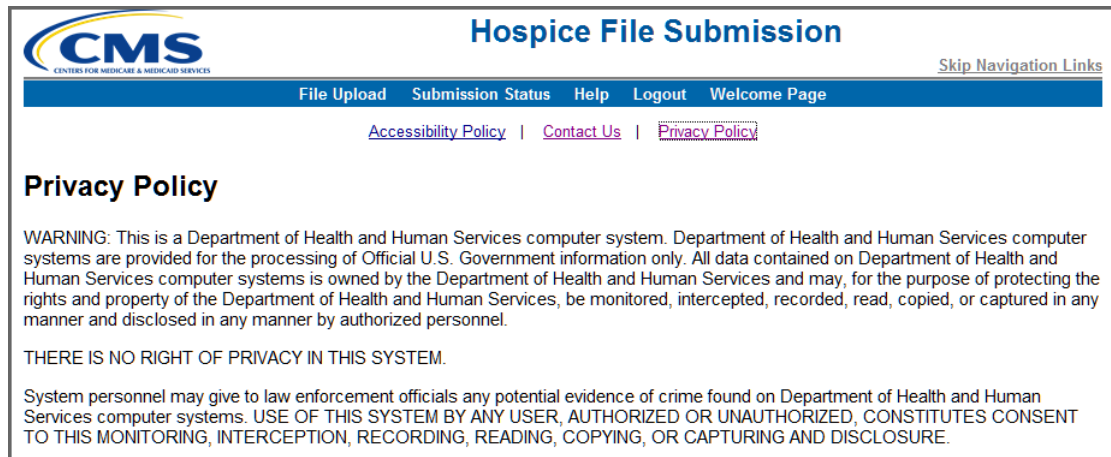 CMS
CENTERS FOR MEDICARE & MEDICAID SERVICES
Hospice File Submission
Skip Navigation Links
File Upload Submission Status Help Logout Welcome Page
Accessibility Policy | Contact Us | Privacy Policy
Privacy Policy
WARNING: This is a Department of Health and Human Services computer system. Department of Health and Human Services computer
systems are provided for the processing of Official U.S. Government information only. All data contained on Department of Health and
Human Services computer systems is owned by the Department of Health and Human Services and may, for the purpose of protecting the
rights and property of the Department of Health and Human Services, be monitored, intercepted, recorded, read, copied, or captured in any
manner and disclosed in any manner by authorized personnel.
THERE IS NO RIGHT OF PRIVACY IN THIS SYSTEM.
System personnel may give to law enforcement officials any potential evidence of crime found on Department of Health and Human
Services computer systems. USE OF THIS SYSTEM BY ANY USER, AUTHORIZED OR UNAUTHORIZED, CONSTITUTES CONSENT
TO THIS MONITORING, INTERCEPTION, RECORDING, READING, COPYING, OR CAPTURING AND DISCLOSURE.